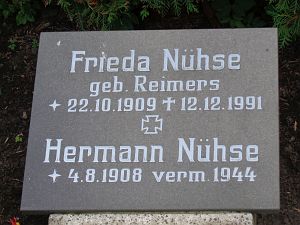 Frieda Nühse
geb. Reimers
✦ 22.10.1909 ✝ 12.12.1991
Hermann Nühse
✦ 4.8.1908 verm. 1944